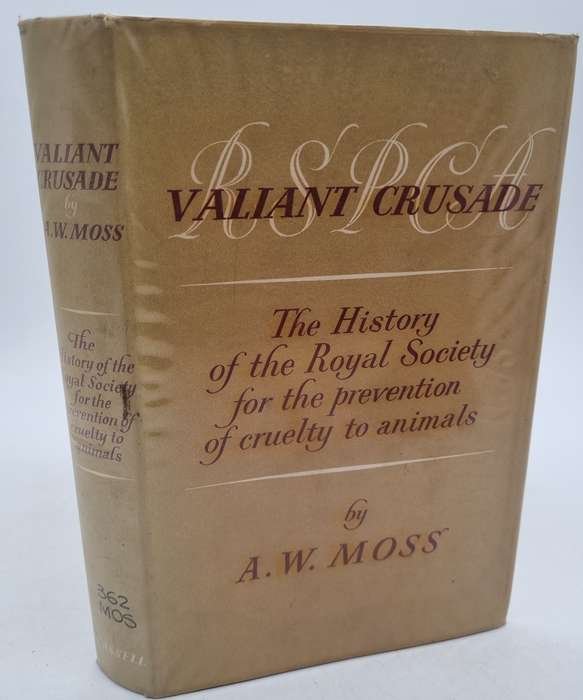 VALIANT
CRUSADE
by
A.W. MOSS
The
History of the
Royal Society
for the
prevention of
cruelty to
animals
362
MOS
CASSELL
RSPCA
VALIANT CRUSADE
The History
of the Royal Society
for the prevention
of cruelty to animals
by
A. W. MOSS